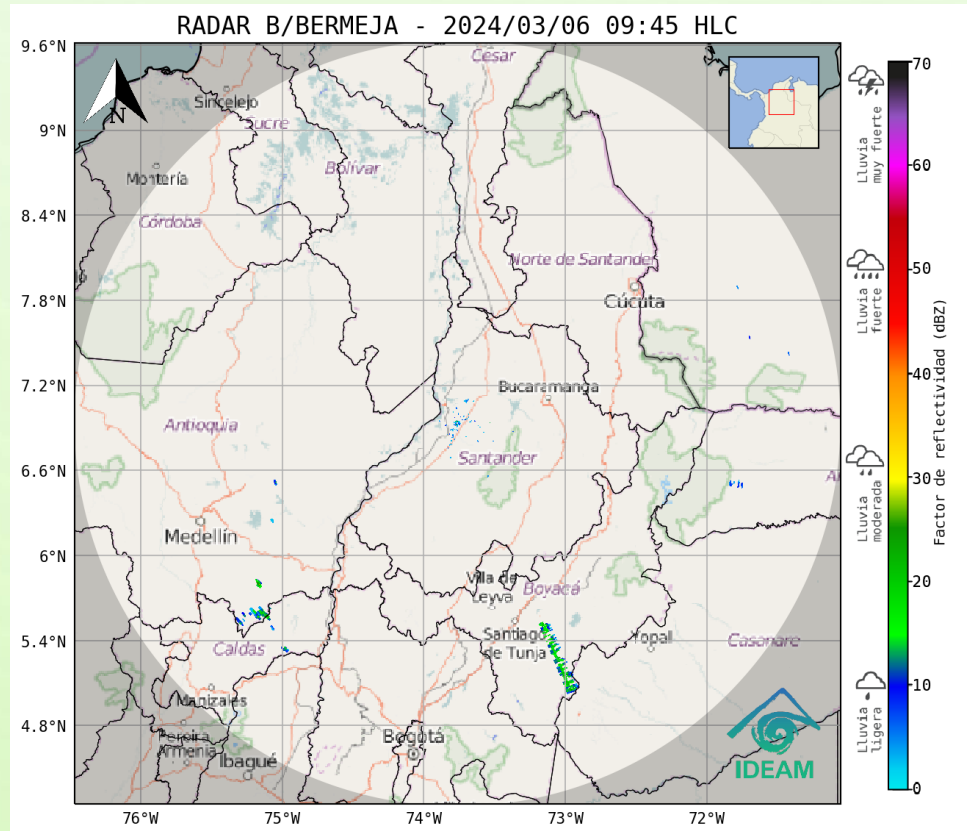 RADAR B/BERMEJA - 2024/03/06 09:45 HLC
9.6°N
9°N
8.4°N
7.8°N
7.2°N
6.6°N
6°N
5.4°N
4.8°N
76°W
75°W
74°W
73°W
72°W
N
Cesar
Sincelejo
Sucre
Bolívar
Montería
Córdoba
Norte de Santander
Cúcuta
Bucaramanga
Antioquia
Santander
Medellín
Villa de
Leyva
Boyacá
Santiago
de Tunja
Yopal
Casanare
Caldas
Manizales
Pereira
Armenia
Ibagué
Bogotá
IDEAM
70
60
50
40
30
20
10
0
Factor de reflectividad (dBZ)
Lluvia
muy fuerte
Lluvia
fuerte
Lluvia
moderada
Lluvia
ligera